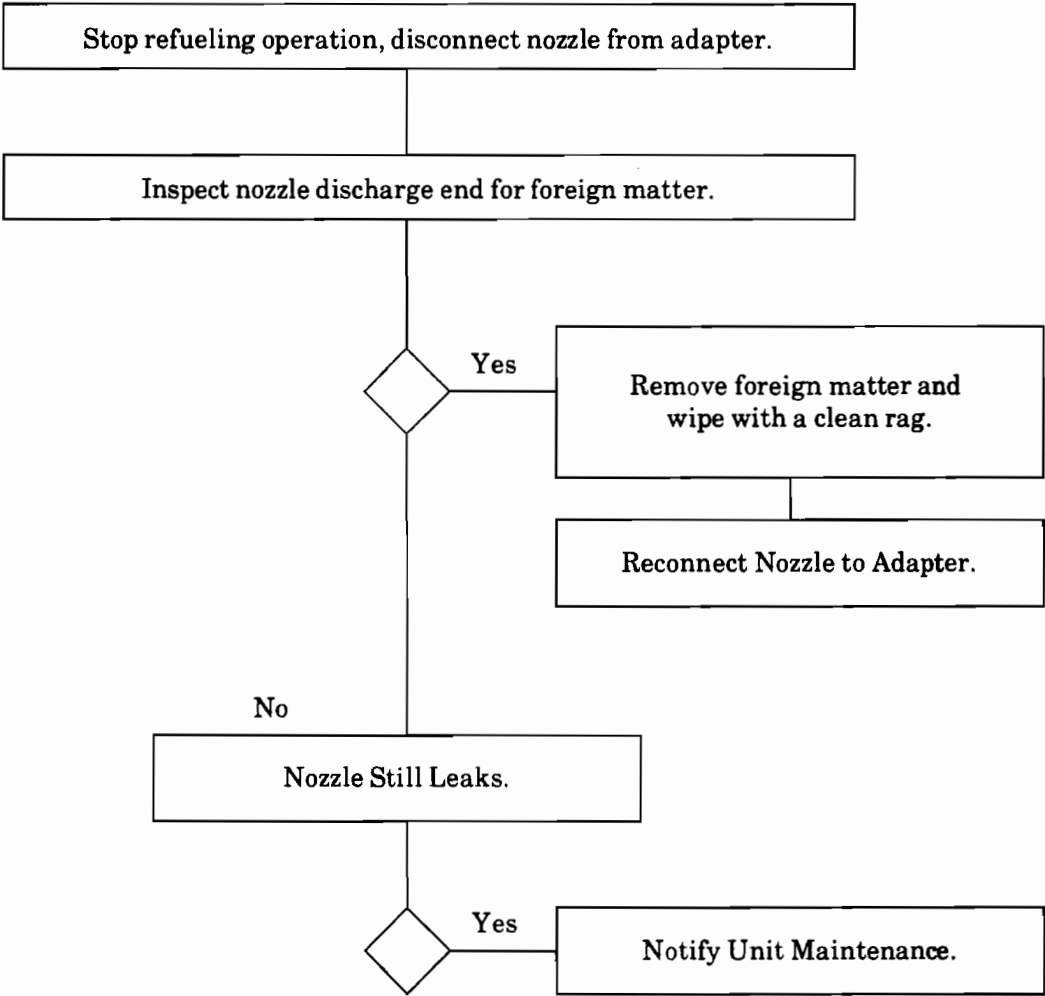 Stop refueling operation, disconnect nozzle from adapter.
Inspect nozzle discharge end for foreign matter.
Yes
Remove foreign matter and
wipe with a clean rag.
Reconnect Nozzle to Adapter.
No
Nozzle Still Leaks.
Yes
Notify Unit Maintenance.